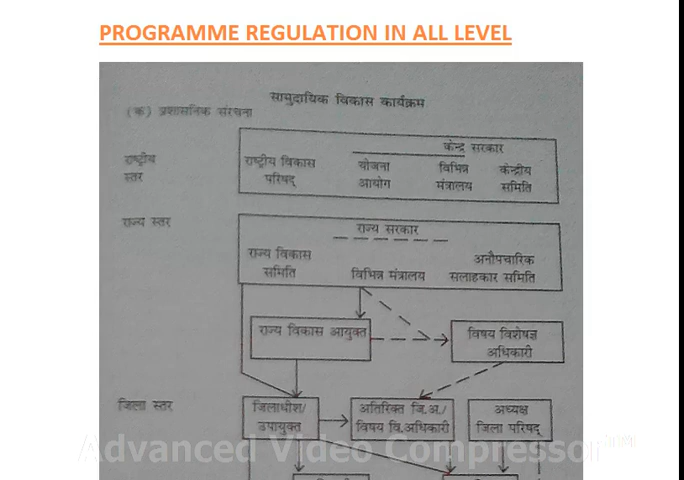 PROGRAMME REGULATION IN ALL LEVEL
सामुदायिक विकास कार्यक्रम
(क) प्रशासनिक संरचना
केन्द्र सरकार
राष्ट्रीय स्तर
राष्ट्रीय विकास परिषद्
योजना आयोग
विभिन्न मंत्रालय
केन्द्रीय समिति
राज्य स्तर
राज्य सरकार
राज्य विकास समिति
विभिन्न मंत्रालय
अनौपचारिक सलाहकार समिति
राज्य विकास आयुक्त
विषय विशेषज्ञ अधिकारी
जिला स्तर
जिलाधीश/ उपायुक्त
अतिरिक्त जि.अ./ विषय वि.अधिकारी
अध्यक्ष जिला परिषद्
Advanced Video Compressor